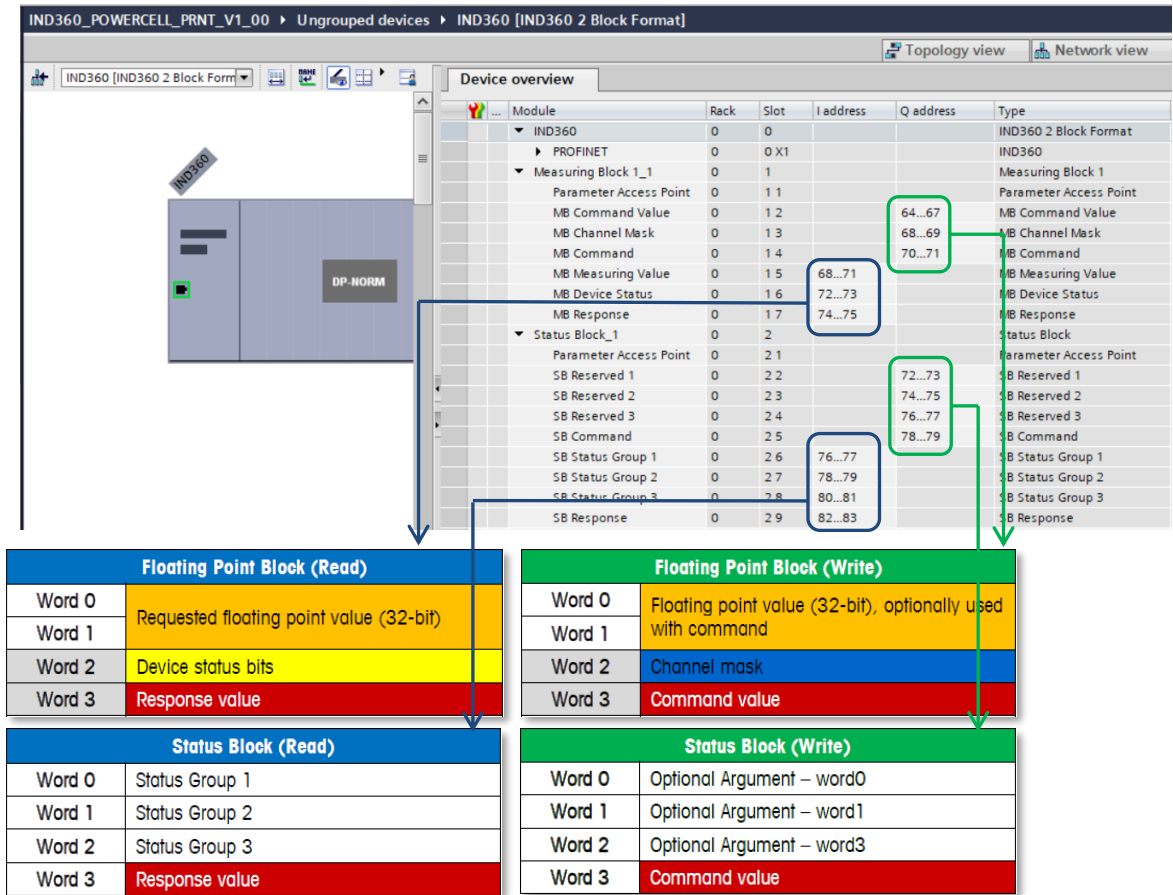 IND360_POWERCELL_PRNT_V1_00 ▸ Ungrouped devices ▸ IND360 [IND360 2 Block Format]
Topology view Network view
IND360 [IND360 2 Block Form Device overview
... Module Rack Slot I address Q address Type
IND360 0 0 IND360 2 Block Format
PROFINET 0 0 X1 IND360
Measuring Block 1_1 0 1 Measuring Block 1
Parameter Access Point 0 1 1 Parameter Access Point
MB Command Value 0 1 2 64...67 MB Command Value
MB Channel Mask 0 1 3 68...69 MB Channel Mask
MB Command 0 1 4 70...71 MB Command
MB Measuring Value 0 1 5 68...71 MB Measuring Value
MB Device Status 0 1 6 72...73 MB Device Status
MB Response 0 1 7 74...75 MB Response
Status Block_1 0 2 Status Block
Parameter Access Point 0 2 1 Parameter Access Point
SB Reserved 1 0 2 2 72...73 SB Reserved 1
SB Reserved 2 0 2 3 74...75 SB Reserved 2
SB Reserved 3 0 2 4 76...77 SB Reserved 3
SB Command 0 2 5 78...79 SB Command
SB Status Group 1 0 2 6 76...77 SB Status Group 1
SB Status Group 2 0 2 7 78...79 SB Status Group 2
SB Status Group 3 0 2 8 80...81 SB Status Group 3
SB Response 0 2 9 82...83 SB Response
IND360
DP-NORM
Floating Point Block (Read)
Word 0
Requested floating point value (32-bit)
Word 1
Word 2 Device status bits
Word 3 Response value
Floating Point Block (Write)
Word 0
Floating point value (32-bit), optionally used
with command
Word 1
Word 2 Channel mask
Word 3 Command value
Status Block (Read)
Word 0 Status Group 1
Word 1 Status Group 2
Word 2 Status Group 3
Word 3 Response value
Status Block (Write)
Word 0 Optional Argument – word0
Word 1 Optional Argument – word1
Word 2 Optional Argument – word3
Word 3 Command value